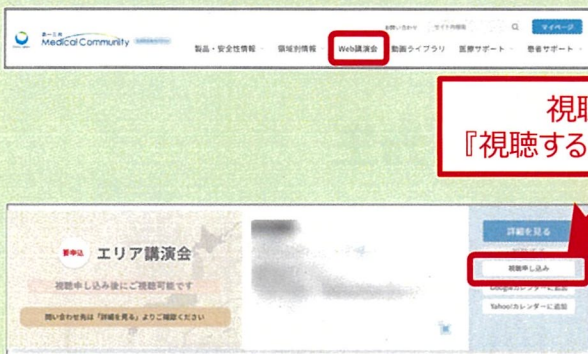 お問い合わせ サイト内検索 マイページ
第一三共
Medical Community
製品・安全性情報 領域別情報 Web講演会 動画ライブラリ 医療サポート 患者サポート
視聴
『視聴する
要申込 エリア講演会
視聴申し込み後にご視聴可能です
問い合わせ先は「詳細を見る」よりご確認ください
詳細を見る
視聴申し込み
Googleカレンダーに追加
Yahoo!カレンダーに追加